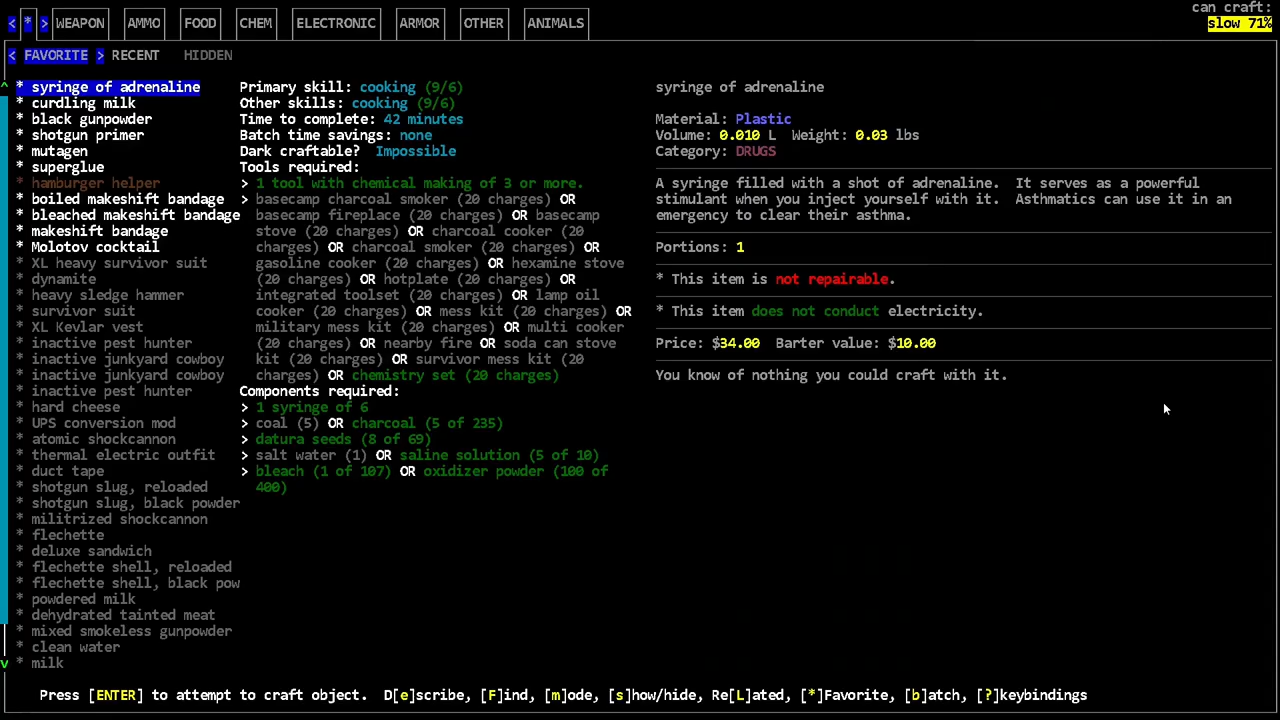 can craft:
< * > WEAPON AMMO FOOD CHEM ELECTRONIC ARMOR OTHER ANIMALS slow 71%
< FAVORITE > RECENT HIDDEN
^ * syringe of adrenaline
* curdling milk
* black gunpowder
* shotgun primer
* mutagen
* superglue
* hamburger helper
* boiled makeshift bandage
* bleached makeshift bandage
* makeshift bandage
* Molotov cocktail
* XL heavy survivor suit
* dynamite
* heavy sledge hammer
* survivor suit
* XL Kevlar vest
* inactive pest hunter
* inactive junkyard cowboy
* inactive junkyard cowboy
* inactive pest hunter
* hard cheese
* UPS conversion mod
* atomic shockcannon
* thermal electric outfit
* duct tape
* shotgun slug, reloaded
* shotgun slug, black powder
* militrized shockcannon
* flechette
* deluxe sandwich
* flechette shell, reloaded
* flechette shell, black pow
* powdered milk
* dehydrated tainted meat
* mixed smokeless gunpowder
* clean water
v * milk
Primary skill: cooking (9/6)
Other skills: cooking (9/6)
Time to complete: 42 minutes
Batch time savings: none
Dark craftable? Impossible
Tools required:
> 1 tool with chemical making of 3 or more.
> basecamp charcoal smoker (20 charges) OR
basecamp fireplace (20 charges) OR basecamp
stove (20 charges) OR charcoal cooker (20
charges) OR charcoal smoker (20 charges) OR
gasoline cooker (20 charges) OR hexamine stove
(20 charges) OR hotplate (20 charges) OR
integrated toolset (20 charges) OR lamp oil
cooker (20 charges) OR mess kit (20 charges) OR
military mess kit (20 charges) OR multi cooker
(20 charges) OR nearby fire OR soda can stove
kit (20 charges) OR survivor mess kit (20
charges) OR chemistry set (20 charges)
Components required:
> 1 syringe of 6
> coal (5) OR charcoal (5 of 235)
> datura seeds (8 of 69)
> salt water (1) OR saline solution (5 of 10)
> bleach (1 of 107) OR oxidizer powder (100 of
400)
syringe of adrenaline
Material: Plastic
Volume: 0.010 L Weight: 0.03 lbs
Category: DRUGS
A syringe filled with a shot of adrenaline. It serves as a powerful
stimulant when you inject yourself with it. Asthmatics can use it in an
emergency to clear their asthma.
Portions: 1
* This item is not repairable.
* This item does not conduct electricity.
Price: $34.00 Barter value: $10.00
You know of nothing you could craft with it.
Press [ENTER] to attempt to craft object. D[e]scribe, [F]ind, [m]ode, [s]how/hide, Re[L]ated, [*]Favorite, [b]atch, [?]keybindings